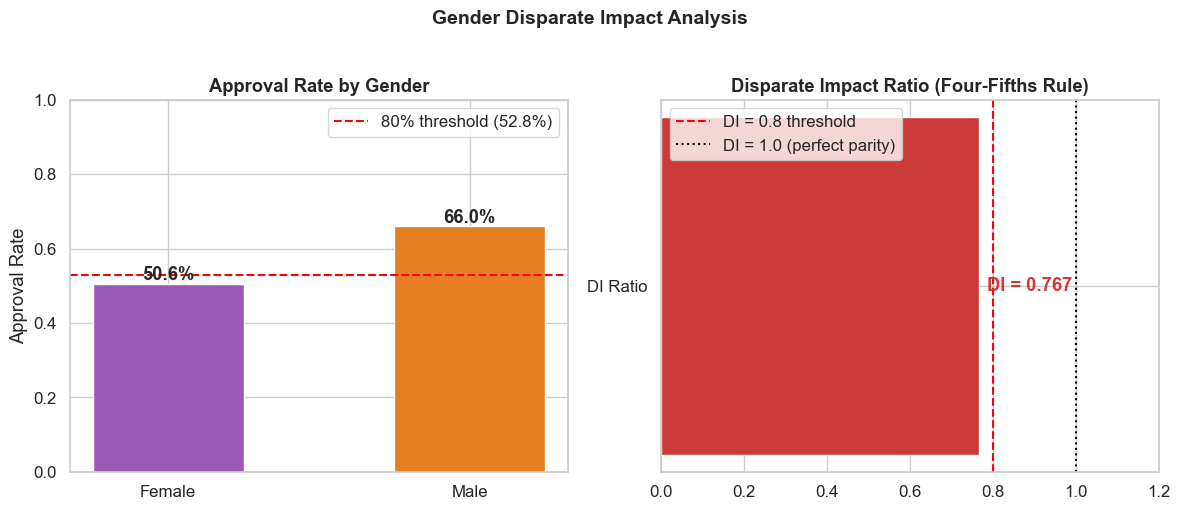 Gender Disparate Impact Analysis
Approval Rate by Gender
1.0
0.8
0.6
0.4
0.2
0.0
Approval Rate
80% threshold (52.8%)
50.6%
66.0%
Female
Male
Disparate Impact Ratio (Four-Fifths Rule)
DI = 0.8 threshold
DI = 1.0 (perfect parity)
DI Ratio
DI = 0.767
0.0
0.2
0.4
0.6
0.8
1.0
1.2